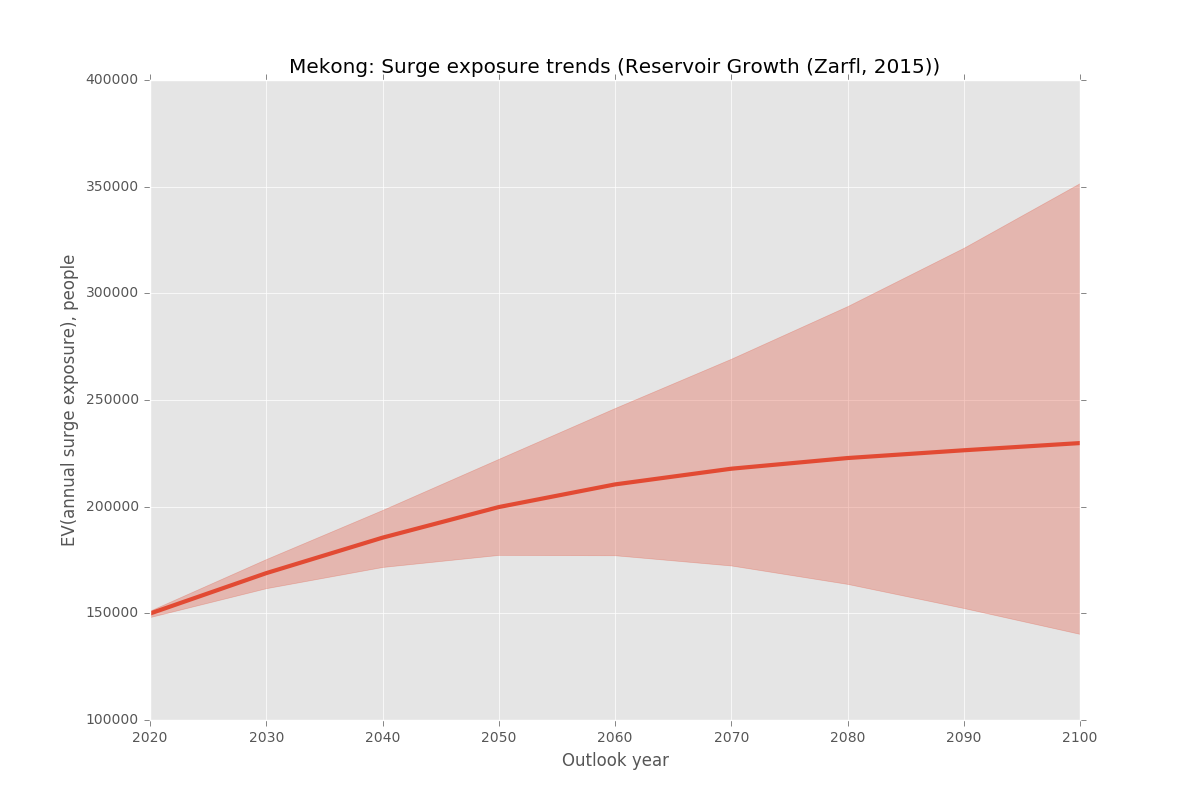 Mekong: Surge exposure trends (Reservoir Growth (Zarfl, 2015))
400000
350000
300000
250000
200000
150000
100000
EV(annual surge exposure), people
2020 2030 2040 2050 2060 2070 2080 2090 2100
Outlook year